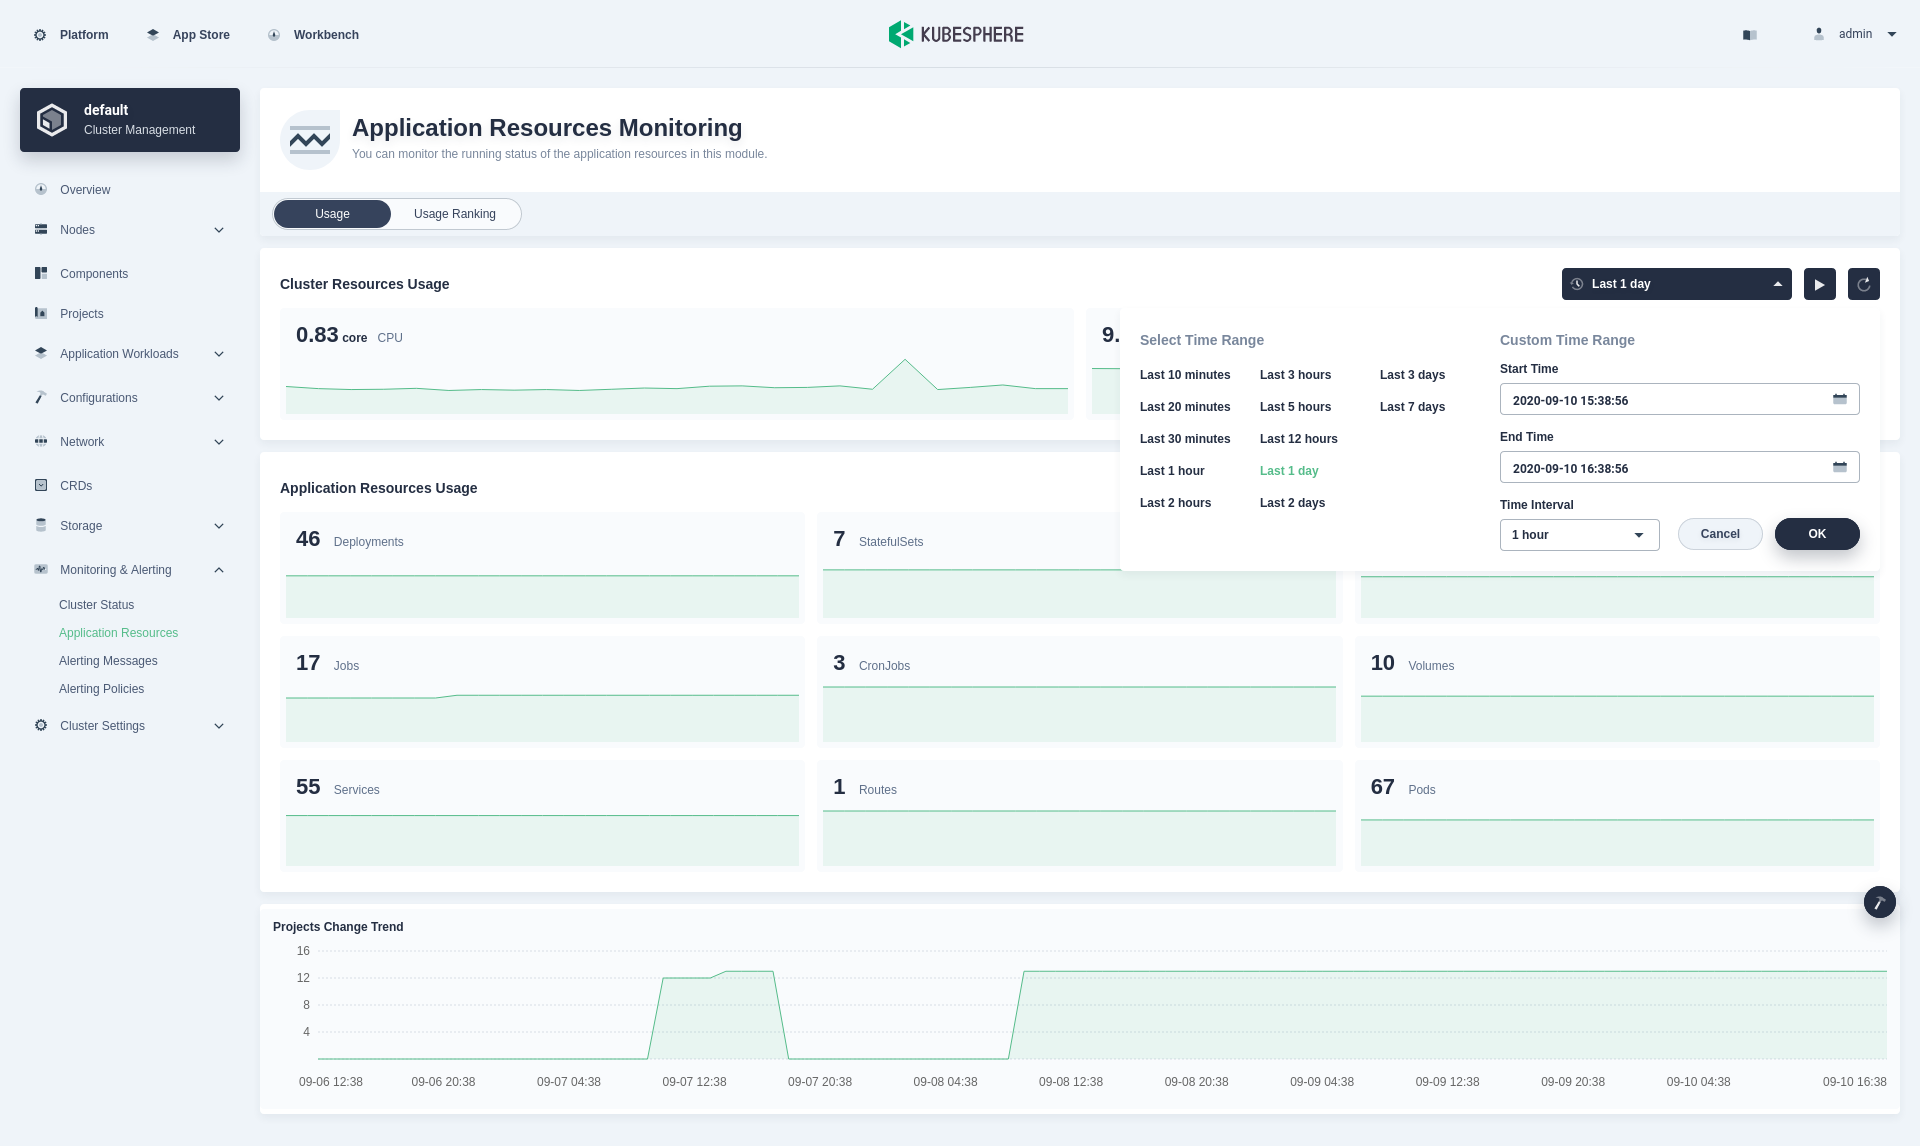 Platform App Store Workbench
KUBESPHERE
admin
default
Cluster Management
Overview
Nodes
Components
Projects
Application Workloads
Configurations
Network
CRDs
Storage
Monitoring & Alerting
Cluster Status
Application Resources
Alerting Messages
Alerting Policies
Cluster Settings
Application Resources Monitoring
You can monitor the running status of the application resources in this module.
Usage Usage Ranking
Cluster Resources Usage
Last 1 day
0.83 core CPU
9.
Select Time Range
Last 10 minutes Last 3 hours Last 3 days
Last 20 minutes Last 5 hours Last 7 days
Last 30 minutes Last 12 hours
Last 1 hour Last 1 day
Last 2 hours Last 2 days
Custom Time Range
Start Time
2020-09-10 15:38:56
End Time
2020-09-10 16:38:56
Time Interval
1 hour Cancel OK
Application Resources Usage
46 Deployments
7 StatefulSets
17 Jobs
3 CronJobs
10 Volumes
55 Services
1 Routes
67 Pods
Projects Change Trend
16
12
8
4
09-06 12:38 09-06 20:38 09-07 04:38 09-07 12:38 09-07 20:38 09-08 04:38 09-08 12:38 09-08 20:38 09-09 04:38 09-09 12:38 09-09 20:38 09-10 04:38 09-10 16:38